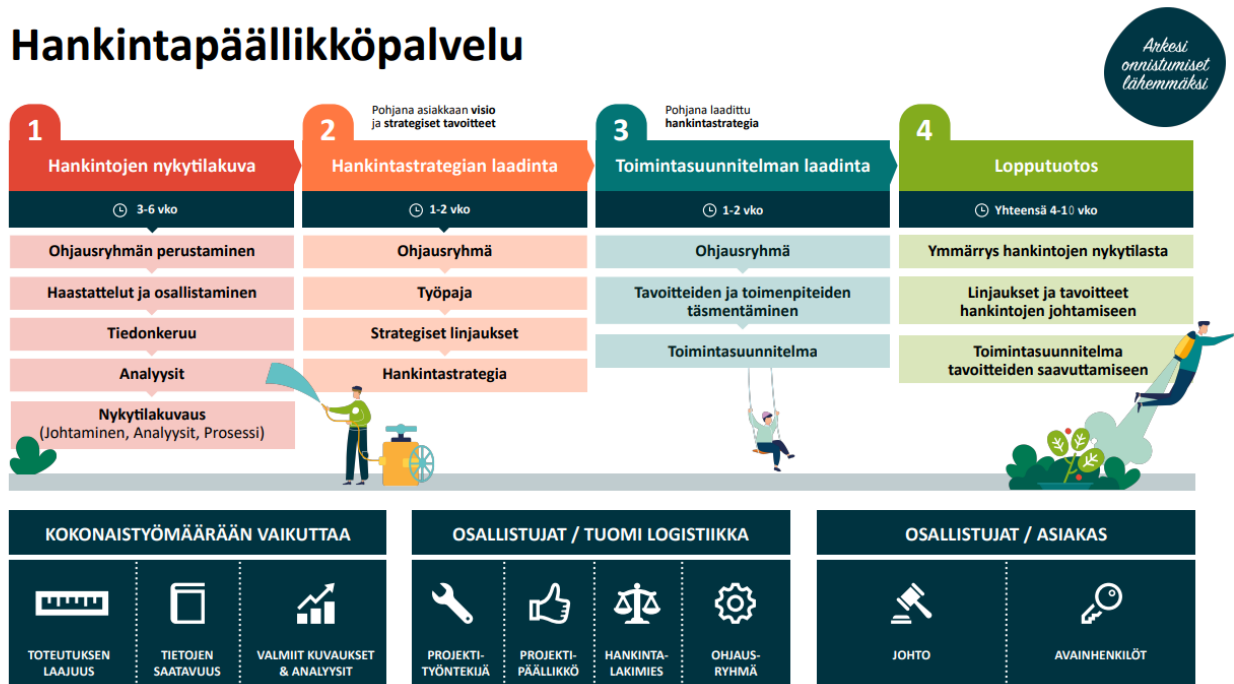 Hankintapäällikköpalvelu
Arkesi
onnistumiset
lähemmäksi
1
Hankintojen nykytilakuva
3-6 vko
Ohjausryhmän perustaminen
Haastattelut ja osallistaminen
Tiedonkeruu
Analyysit
Nykytilakuvaus
(Johtaminen, Analyysit, Prosessi)
2
Pohjana asiakkaan visio
ja strategiset tavoitteet
Hankintastrategian laadinta
1-2 vko
Ohjausryhmä
Työpaja
Strategiset linjaukset
Hankintastrategia
3
Pohjana laadittu
hankintastrategia
Toimintasuunnitelman laadinta
1-2 vko
Ohjausryhmä
Tavoitteiden ja toimenpiteiden
täsmentäminen
Toimintasuunnitelma
4
Lopputuotos
Yhteensä 4-10 vko
Ymmärrys hankintojen nykytilasta
Linjaukset ja tavoitteet
hankintojen johtamiseen
Toimintasuunnitelma
tavoitteiden saavuttamiseen
KOKONAISTYÖMÄÄRÄÄN VAIKUTTAA
TOTEUTUKSEN
LAAJUUS
TIETOJEN
SAATAVUUS
VALMIIT KUVAUKSET
& ANALYYSIT
OSALLISTUJAT / TUOMI LOGISTIIKKA
PROJEKTI-
TYÖNTEKIJÄ
PROJEKTI-
PÄÄLLIKKÖ
HANKINTA-
LAKIMIES
OHJAUS-
RYHMÄ
OSALLISTUJAT / ASIAKAS
JOHTO
AVAINHENKILÖT